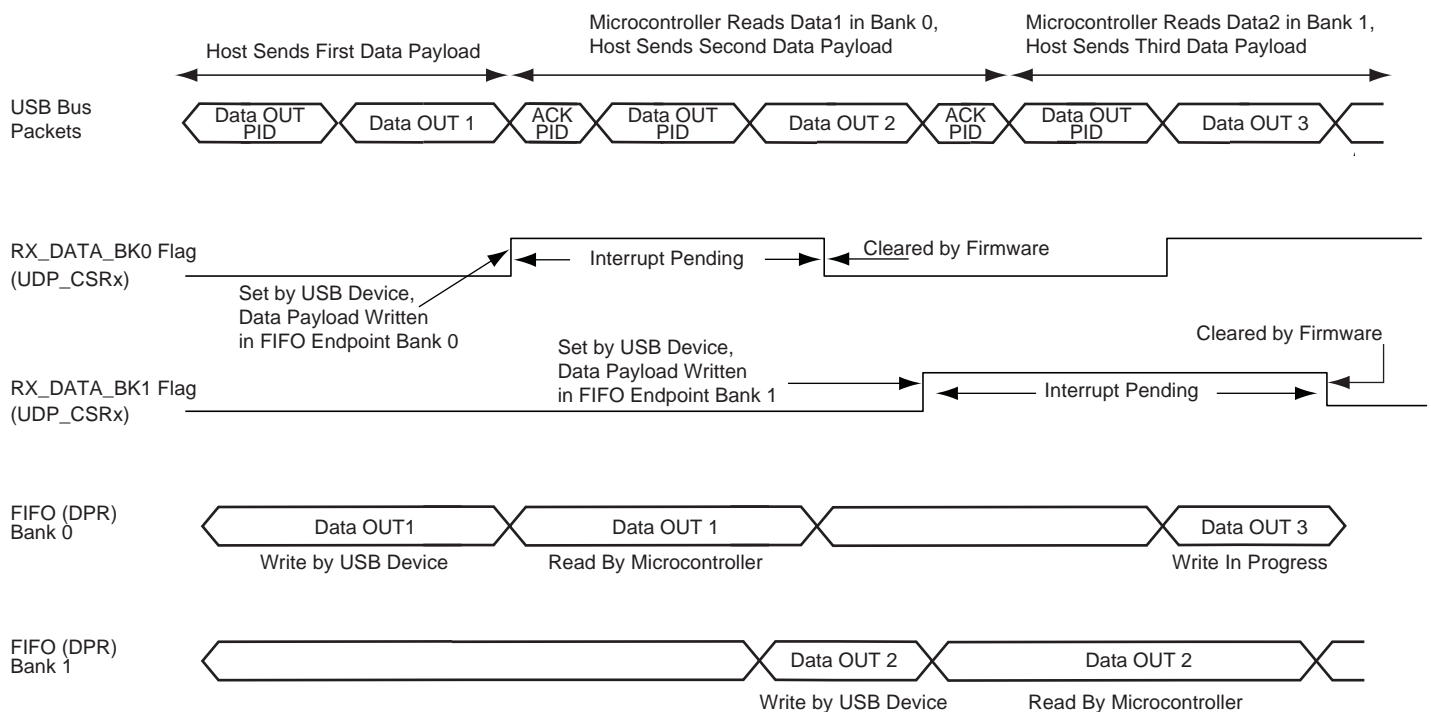 Microcontroller Reads Data1 in Bank 0,
Host Sends Second Data Payload
Microcontroller Reads Data2 in Bank 1,
Host Sends Third Data Payload
Host Sends First Data Payload
USB Bus
Packets
Data OUT
PID
Data OUT 1
ACK
PID
Data OUT
PID
Data OUT 2
ACK
PID
Data OUT
PID
Data OUT 3
RX_DATA_BK0 Flag
(UDP_CSRx)
Interrupt Pending
Cleared by Firmware
Set by USB Device,
Data Payload Written
in FIFO Endpoint Bank 0
Cleared by Firmware
Set by USB Device,
Data Payload Written
in FIFO Endpoint Bank 1
RX_DATA_BK1 Flag
(UDP_CSRx)
Interrupt Pending
FIFO (DPR)
Bank 0
Data OUT1
Data OUT 1
Data OUT 3
Write by USB Device
Read By Microcontroller
Write In Progress
FIFO (DPR)
Bank 1
Data OUT 2
Data OUT 2
Write by USB Device
Read By Microcontroller